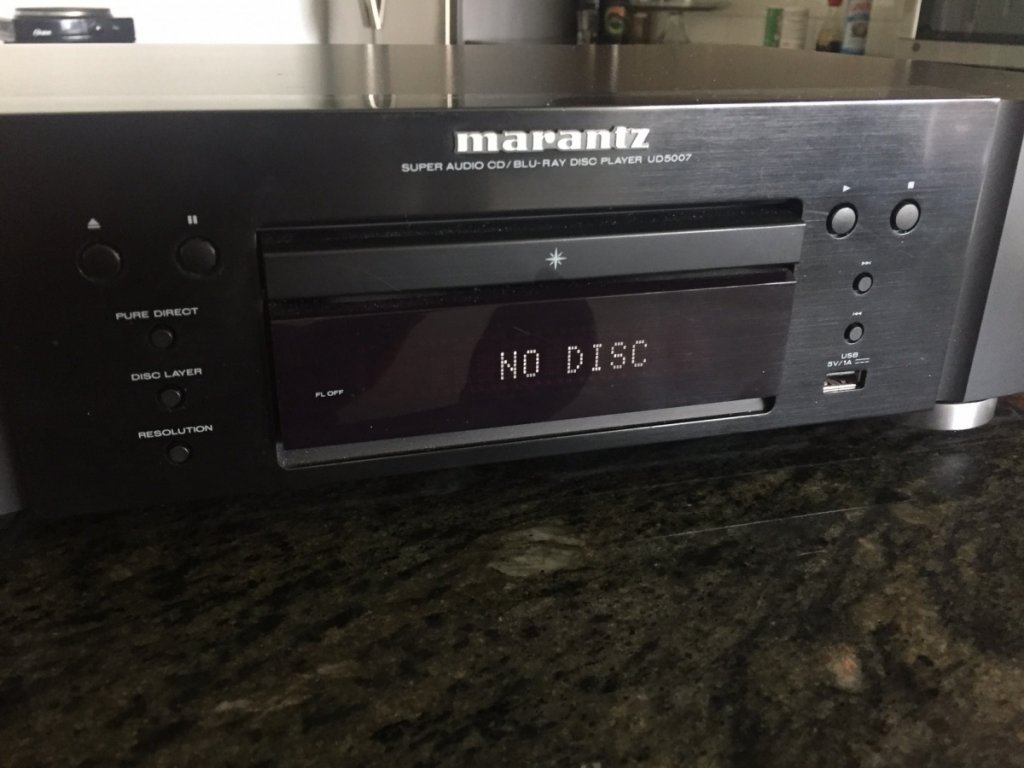 marantz
SUPER AUDIO CD/BLU-RAY DISC PLAYER UD5007
PURE DIRECT
DISC LAYER
RESOLUTION
NO DISC
FL OFF
USB
5V/1A